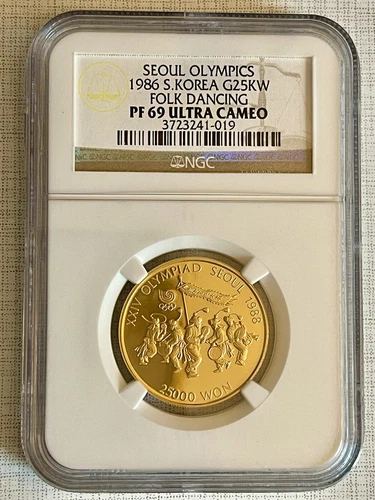 SEOUL OLYMPICS
1986 S.KOREA G25KW
FOLK DANCING
PF 69 ULTRA CAMEO
3723241-019
NGC
XXIV OLYMPIAD SEOUL 1988
25000 WON